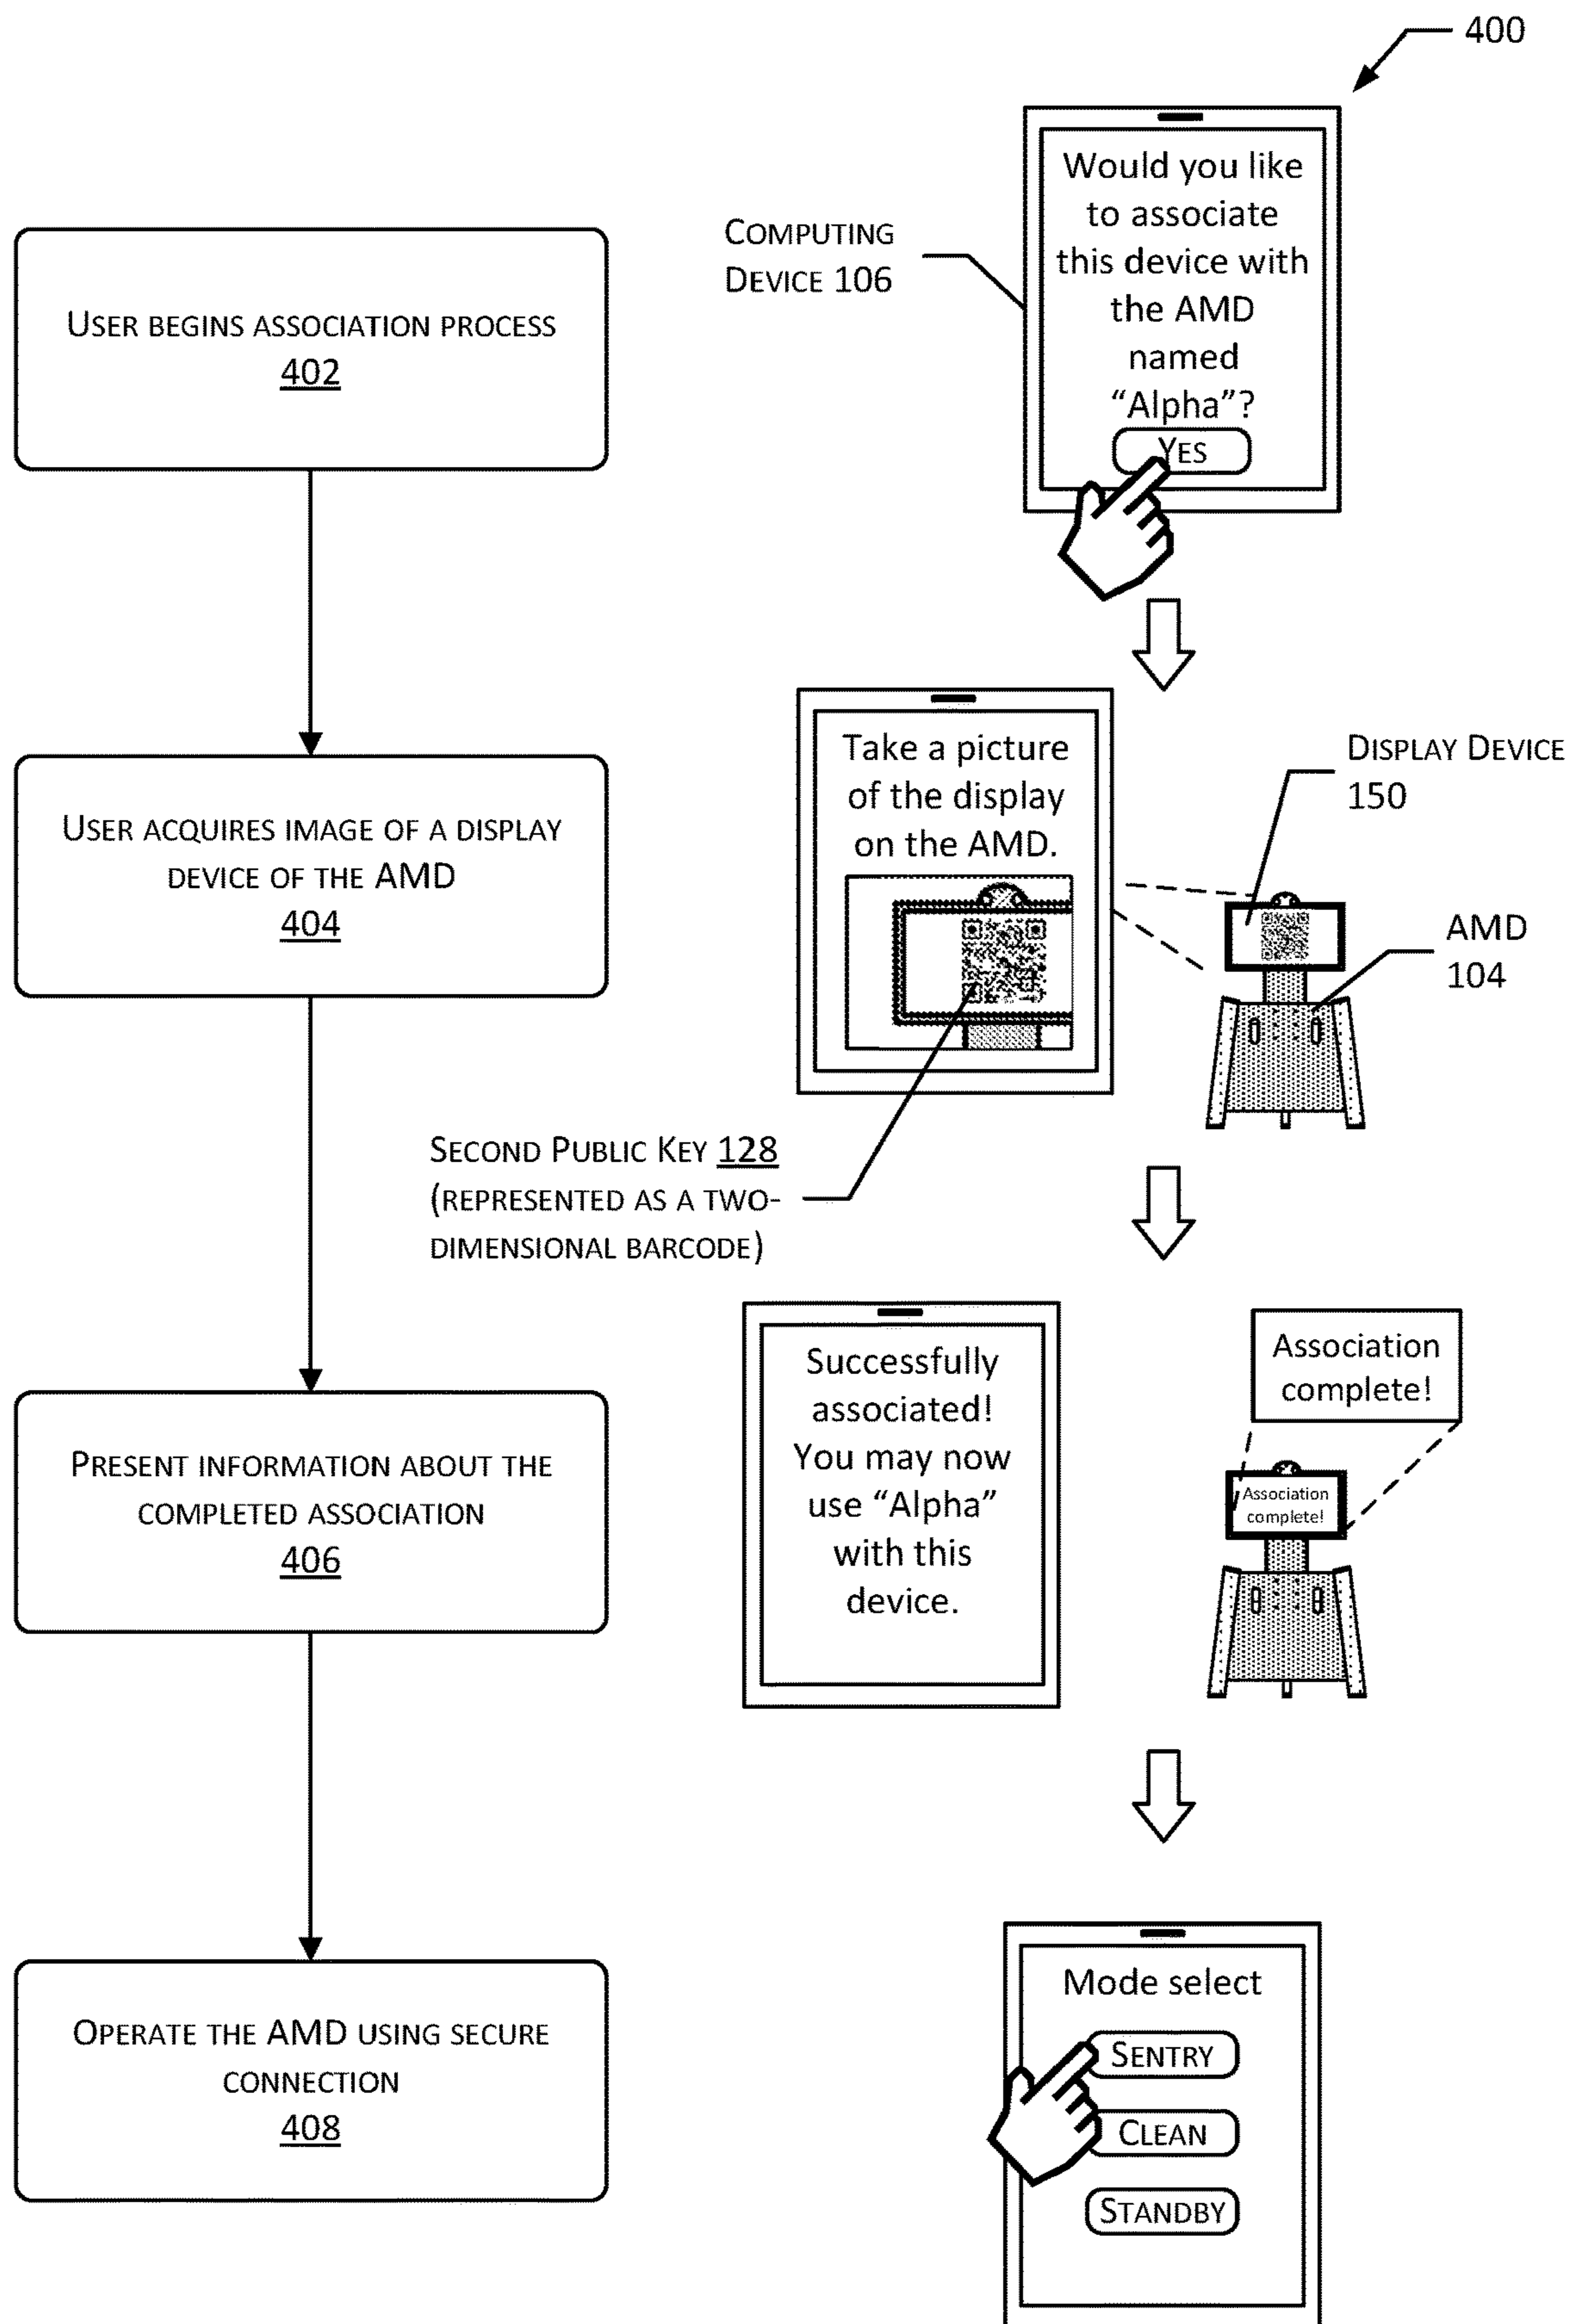 400
Would you like
to associate
this device with
the AMD
named
“Alpha”?
YES
COMPUTING
DEVICE 106
USER BEGINS ASSOCIATION PROCESS
402
Take a picture
of the display
on the AMD.
DISPLAY DEVICE
150
AMD
104
USER ACQUIRES IMAGE OF A DISPLAY
DEVICE OF THE AMD
404
SECOND PUBLIC KEY 128
(REPRESENTED AS A TWO-
DIMENSIONAL BARCODE)
Successfully
associated!
You may now
use “Alpha”
with this
device.
Association
complete!
Association
complete!
PRESENT INFORMATION ABOUT THE
COMPLETED ASSOCIATION
406
Mode select
SENTRY
CLEAN
STANDBY
OPERATE THE AMD USING SECURE
CONNECTION
408